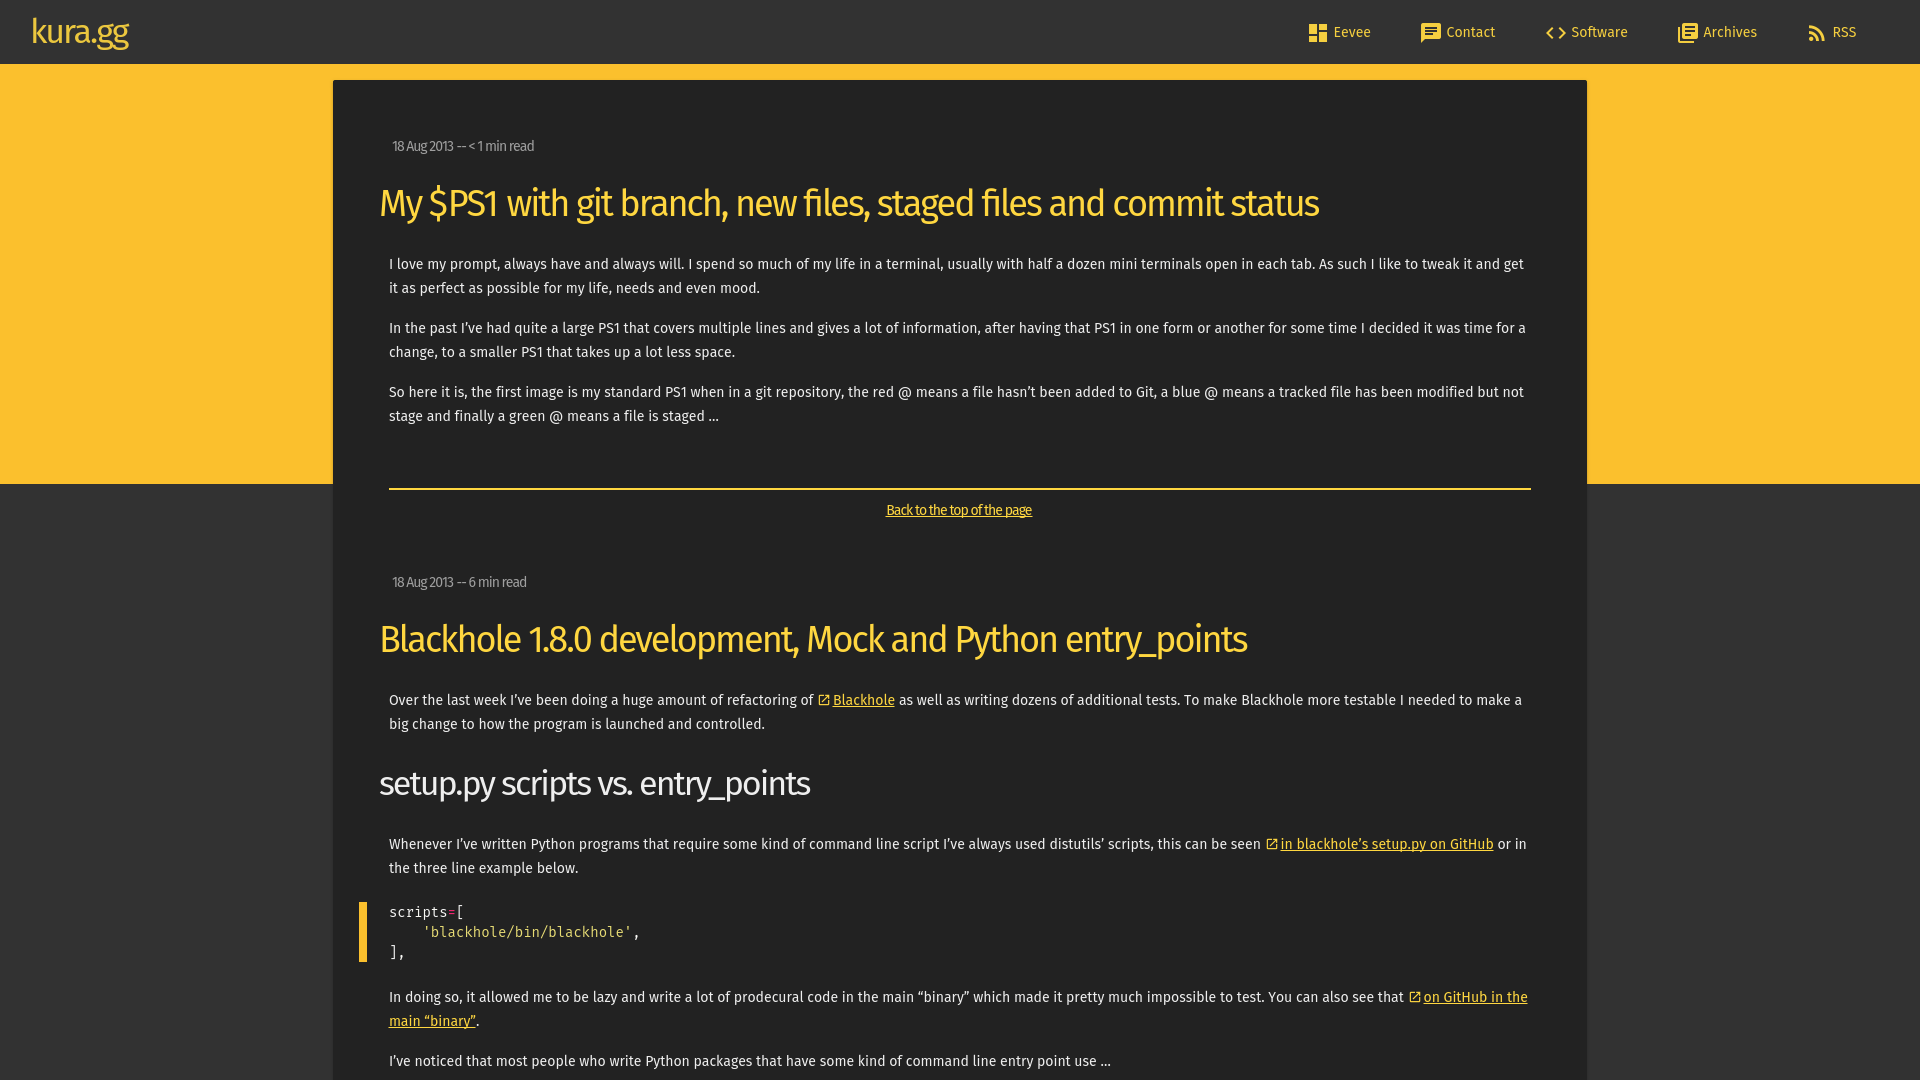 kura.gg
Eevee
Contact
Software
Archives
RSS
18 Aug 2013 -- < 1 min read
My $PS1 with git branch, new files, staged files and commit status
I love my prompt, always have and always will. I spend so much of my life in a terminal, usually with half a dozen mini terminals open in each tab. As such I like to tweak it and get
it as perfect as possible for my life, needs and even mood.
In the past I’ve had quite a large PS1 that covers multiple lines and gives a lot of information, after having that PS1 in one form or another for some time I decided it was time for a
change, to a smaller PS1 that takes up a lot less space.
So here it is, the first image is my standard PS1 when in a git repository, the red @ means a file hasn’t been added to Git, a blue @ means a tracked file has been modified but not
stage and finally a green @ means a file is staged …
Back to the top of the page
18 Aug 2013 -- 6 min read
Blackhole 1.8.0 development, Mock and Python entry_points
Over the last week I’ve been doing a huge amount of refactoring of Blackhole as well as writing dozens of additional tests. To make Blackhole more testable I needed to make a
big change to how the program is launched and controlled.
setup.py scripts vs. entry_points
Whenever I’ve written Python programs that require some kind of command line script I’ve always used distutils’ scripts, this can be seen in blackhole’s setup.py on GitHub or in
the three line example below.
scripts=[
    'blackhole/bin/blackhole',
],
In doing so, it allowed me to be lazy and write a lot of prodecural code in the main “binary” which made it pretty much impossible to test. You can also see that on GitHub in the
main “binary”.
I’ve noticed that most people who write Python packages that have some kind of command line entry point use …